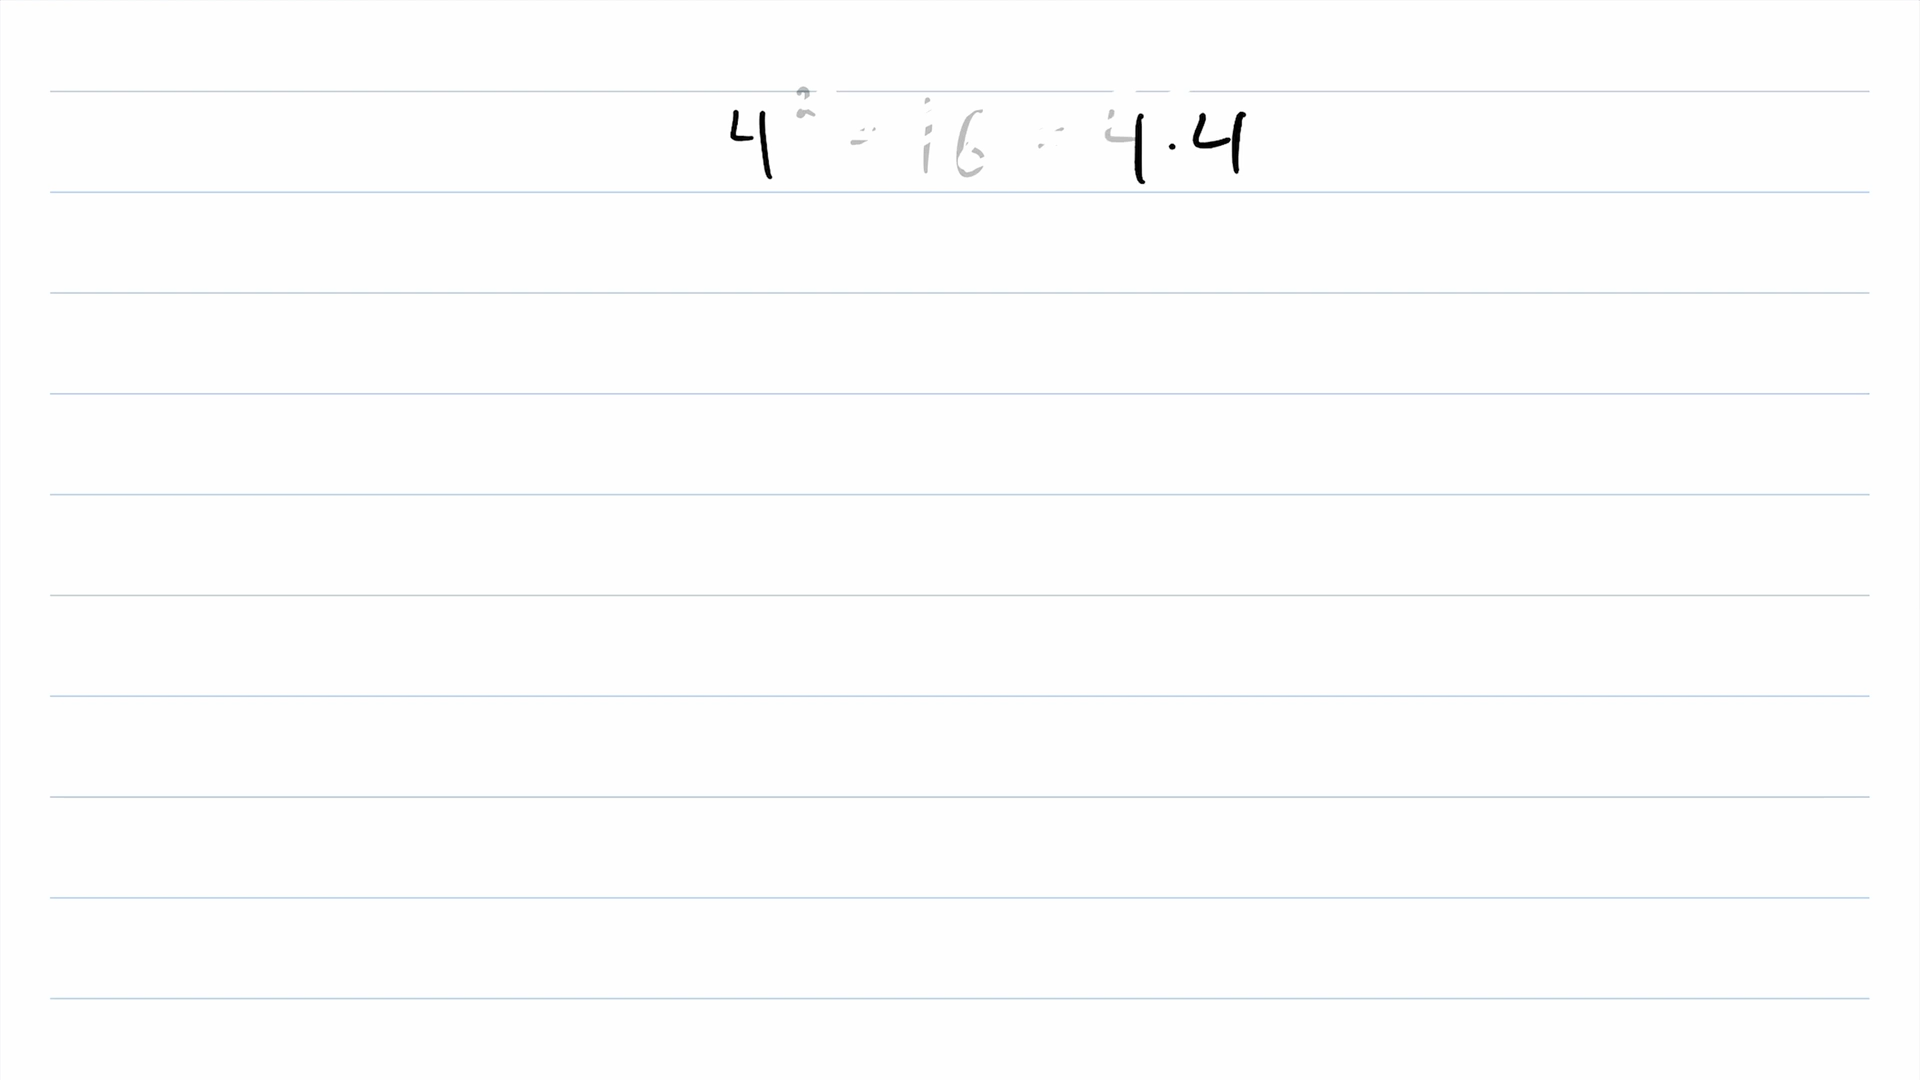 4² = 16 = 4·4